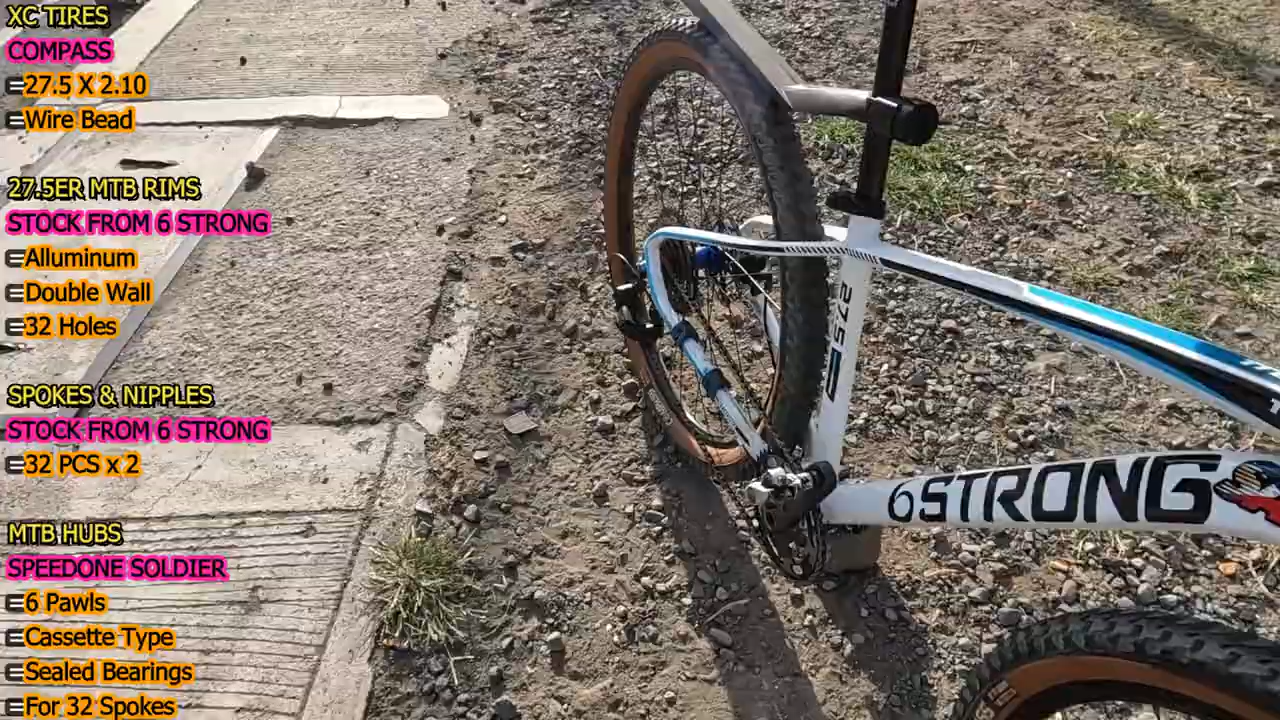 XC TIRES
COMPASS
27.5 X 2.10
Wire Bead
27.5ER MTB RIMS
STOCK FROM 6 STRONG
Alluminum
Double Wall
32 Holes
SPOKES & NIPPLES
STOCK FROM 6 STRONG
32 PCS x 2
MTB HUBS
SPEEDONE SOLDIER
6 Pawls
Cassette Type
Sealed Bearings
For 32 Spokes
27.5
6STRONG